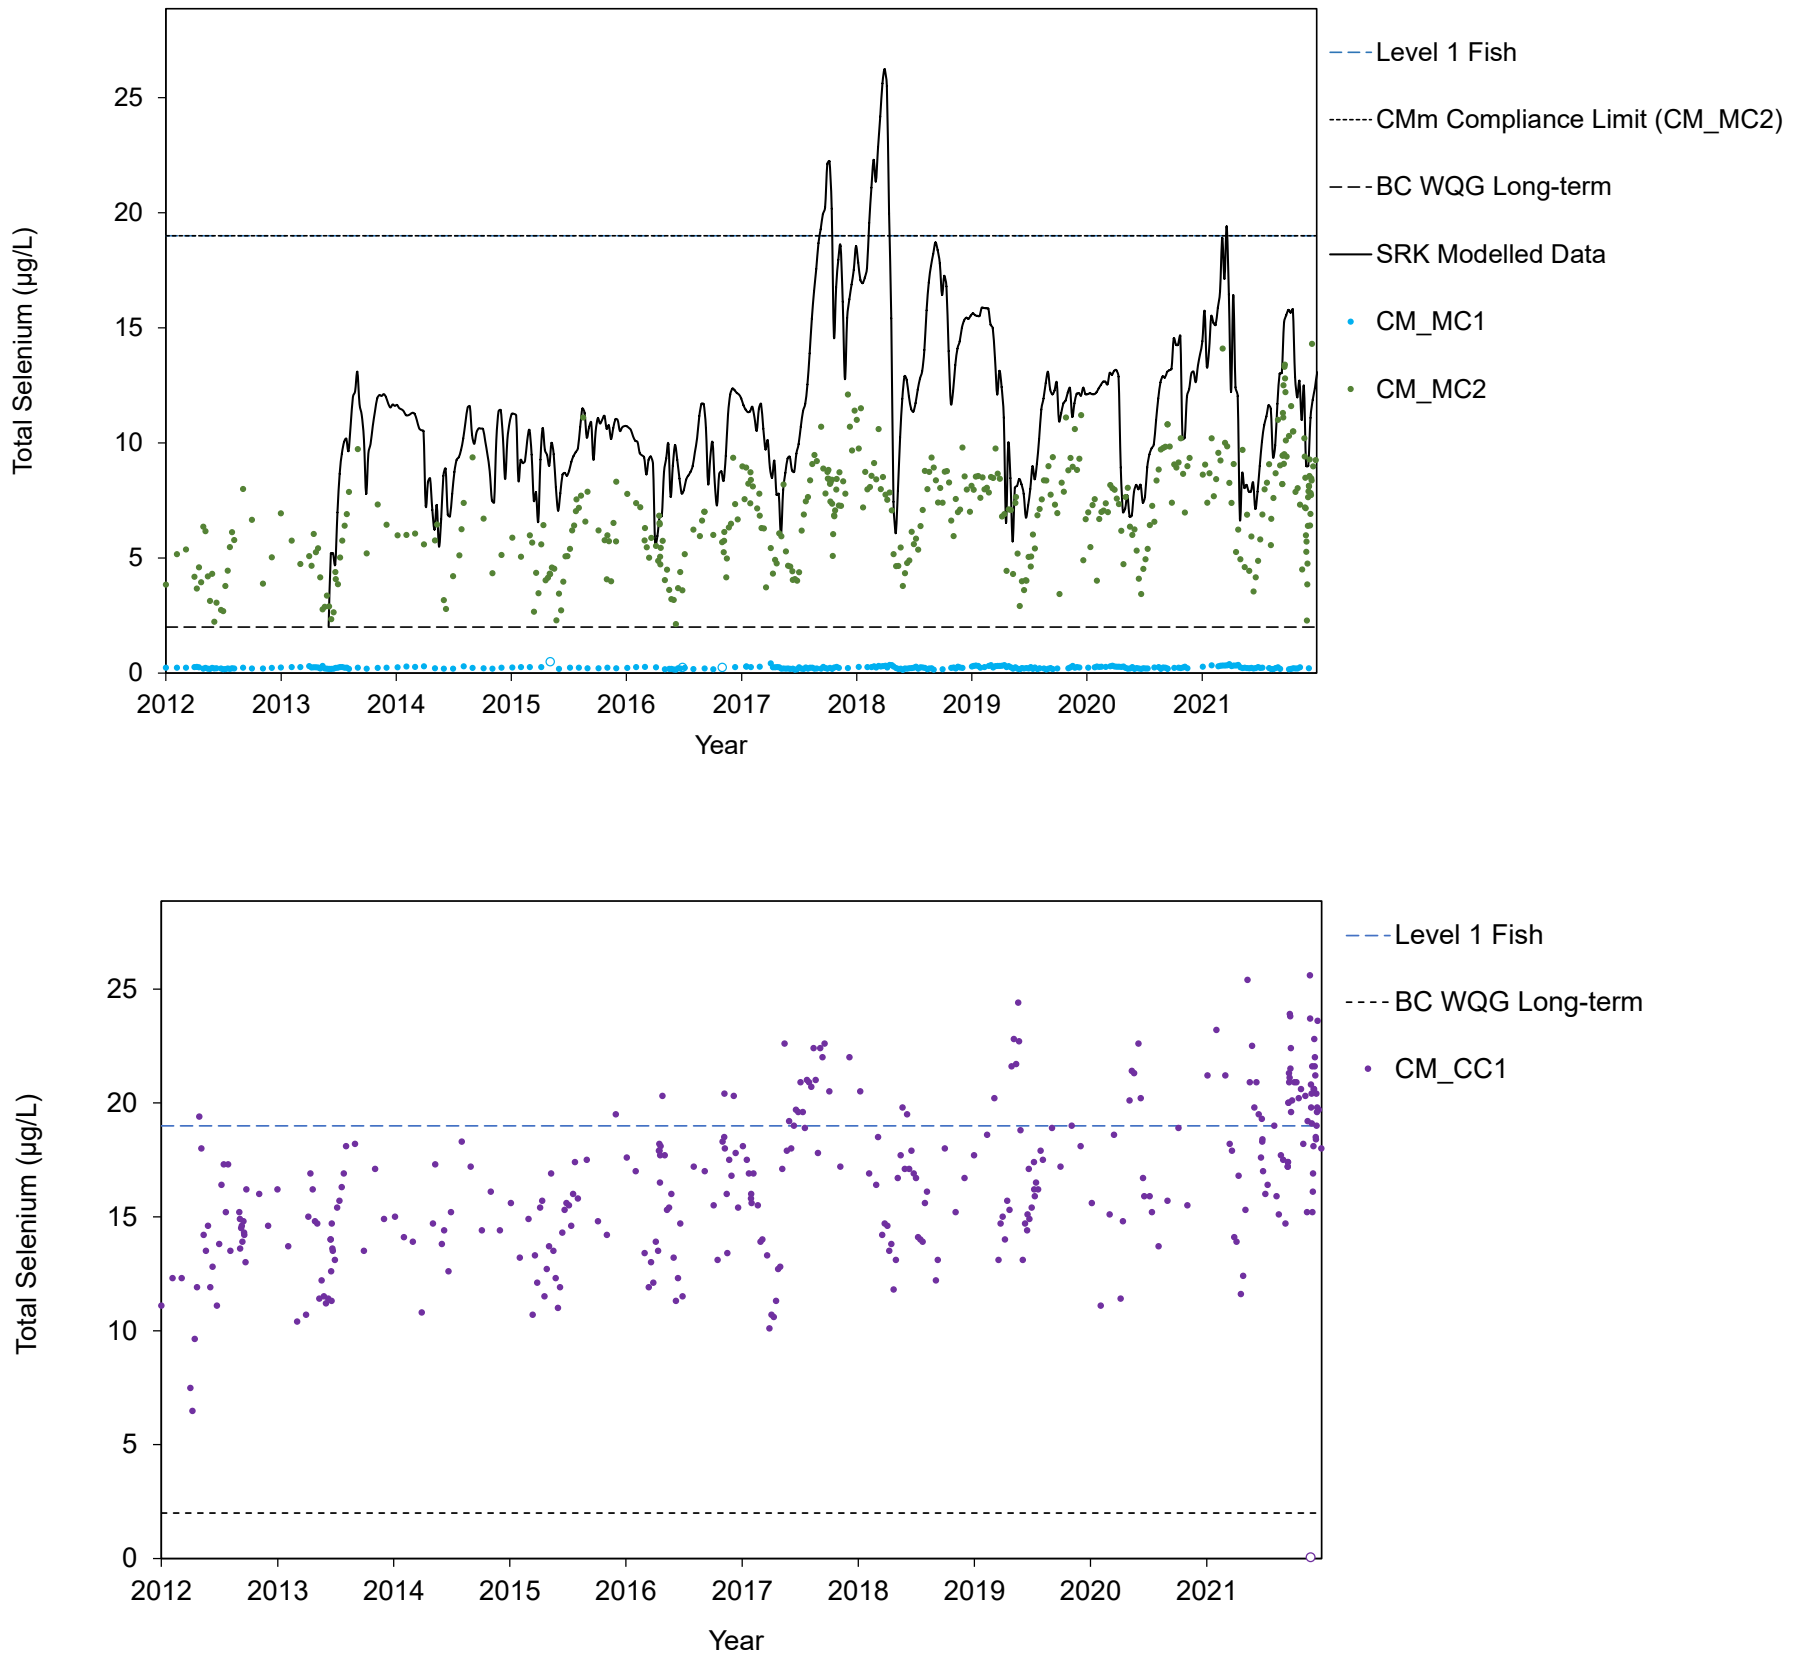 25
20
15
10
5
0
Total Selenium (µg/L)
2012 2013 2014 2015 2016 2017 2018 2019 2020 2021
Year
Level 1 Fish
CMm Compliance Limit (CM_MC2)
BC WQG Long-term
SRK Modelled Data
CM_MC1
CM_MC2
25
20
15
10
5
0
Total Selenium (µg/L)
2012 2013 2014 2015 2016 2017 2018 2019 2020 2021
Year
Level 1 Fish
BC WQG Long-term
CM_CC1